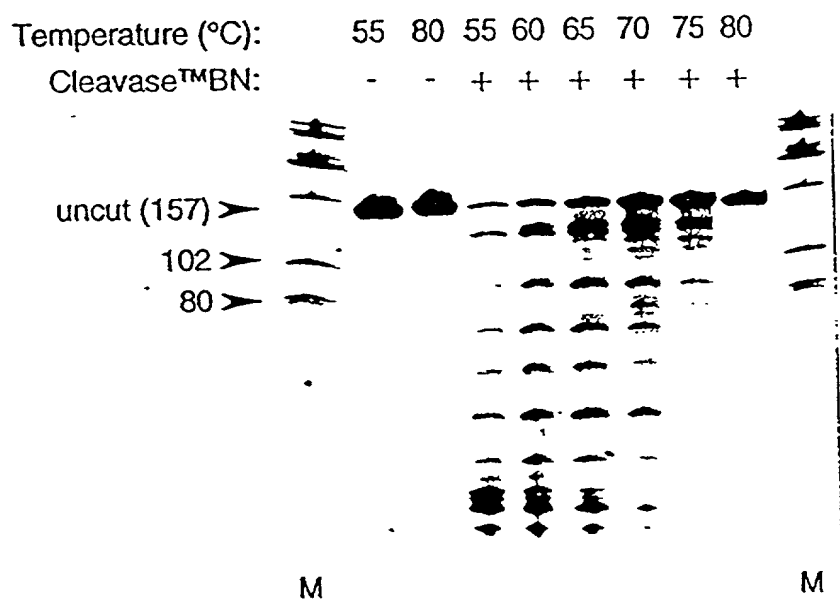 Temperature (°C): 55 80 55 60 65 70 75 80
Cleavase™BN: - - + + + + + +
uncut (157)
102
80
M M